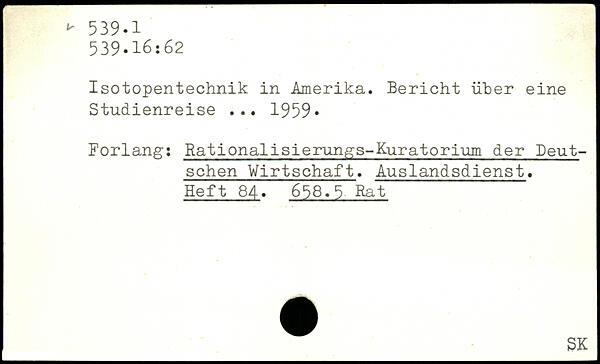 539.1
539.16:62
Isotopentechnik in Amerika. Bericht über eine
Studienreise ... 1959.
Forlang: Rationalisierungs-Kuratorium der Deut-
schen Wirtschaft. Auslandsdienst.
Heft 84. 658.5 Rat
SK